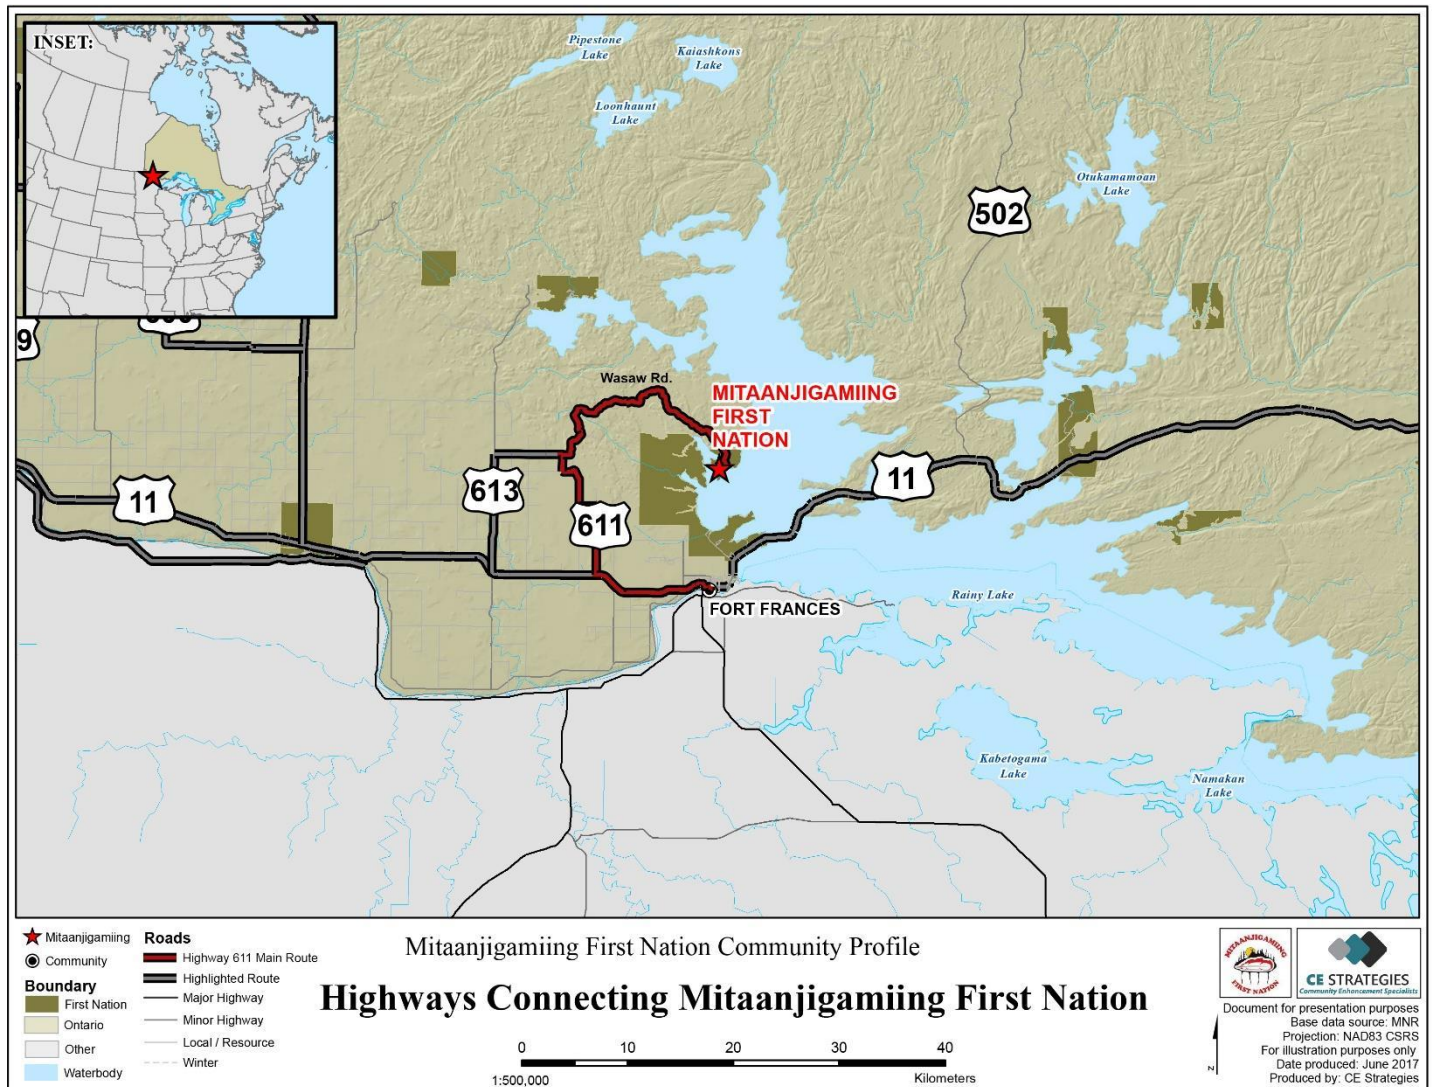 INSET:
Pipestone
Lake
Kaiashkons
Lake
Loonhaunt
Lake
Otukamamoan
Lake
502
9
Wasaw Rd.
MITAANJIGAMIING
FIRST
NATION
11
613
611
11
FORT FRANCES
Rainy Lake
Kabetogama
Lake
Namakan
Lake
Mitaanjigamiing
Community
Boundary
First Nation
Ontario
Other
Waterbody
Roads
Highway 611 Main Route
Highlighted Route
Major Highway
Minor Highway
Local / Resource
Winter
Mitaanjigamiing First Nation Community Profile
Highways Connecting Mitaanjigamiing First Nation
0 10 20 30 40
1:500,000
Kilometers
N
MITAANJIGAMIING
FIRST NATION
CE STRATEGIES
Community Enhancement Specialists
Document for presentation purposes
Base data source: MNR
Projection: NAD83 CSRS
For illustration purposes only
Date produced: June 2017
Produced by: CE Strategies